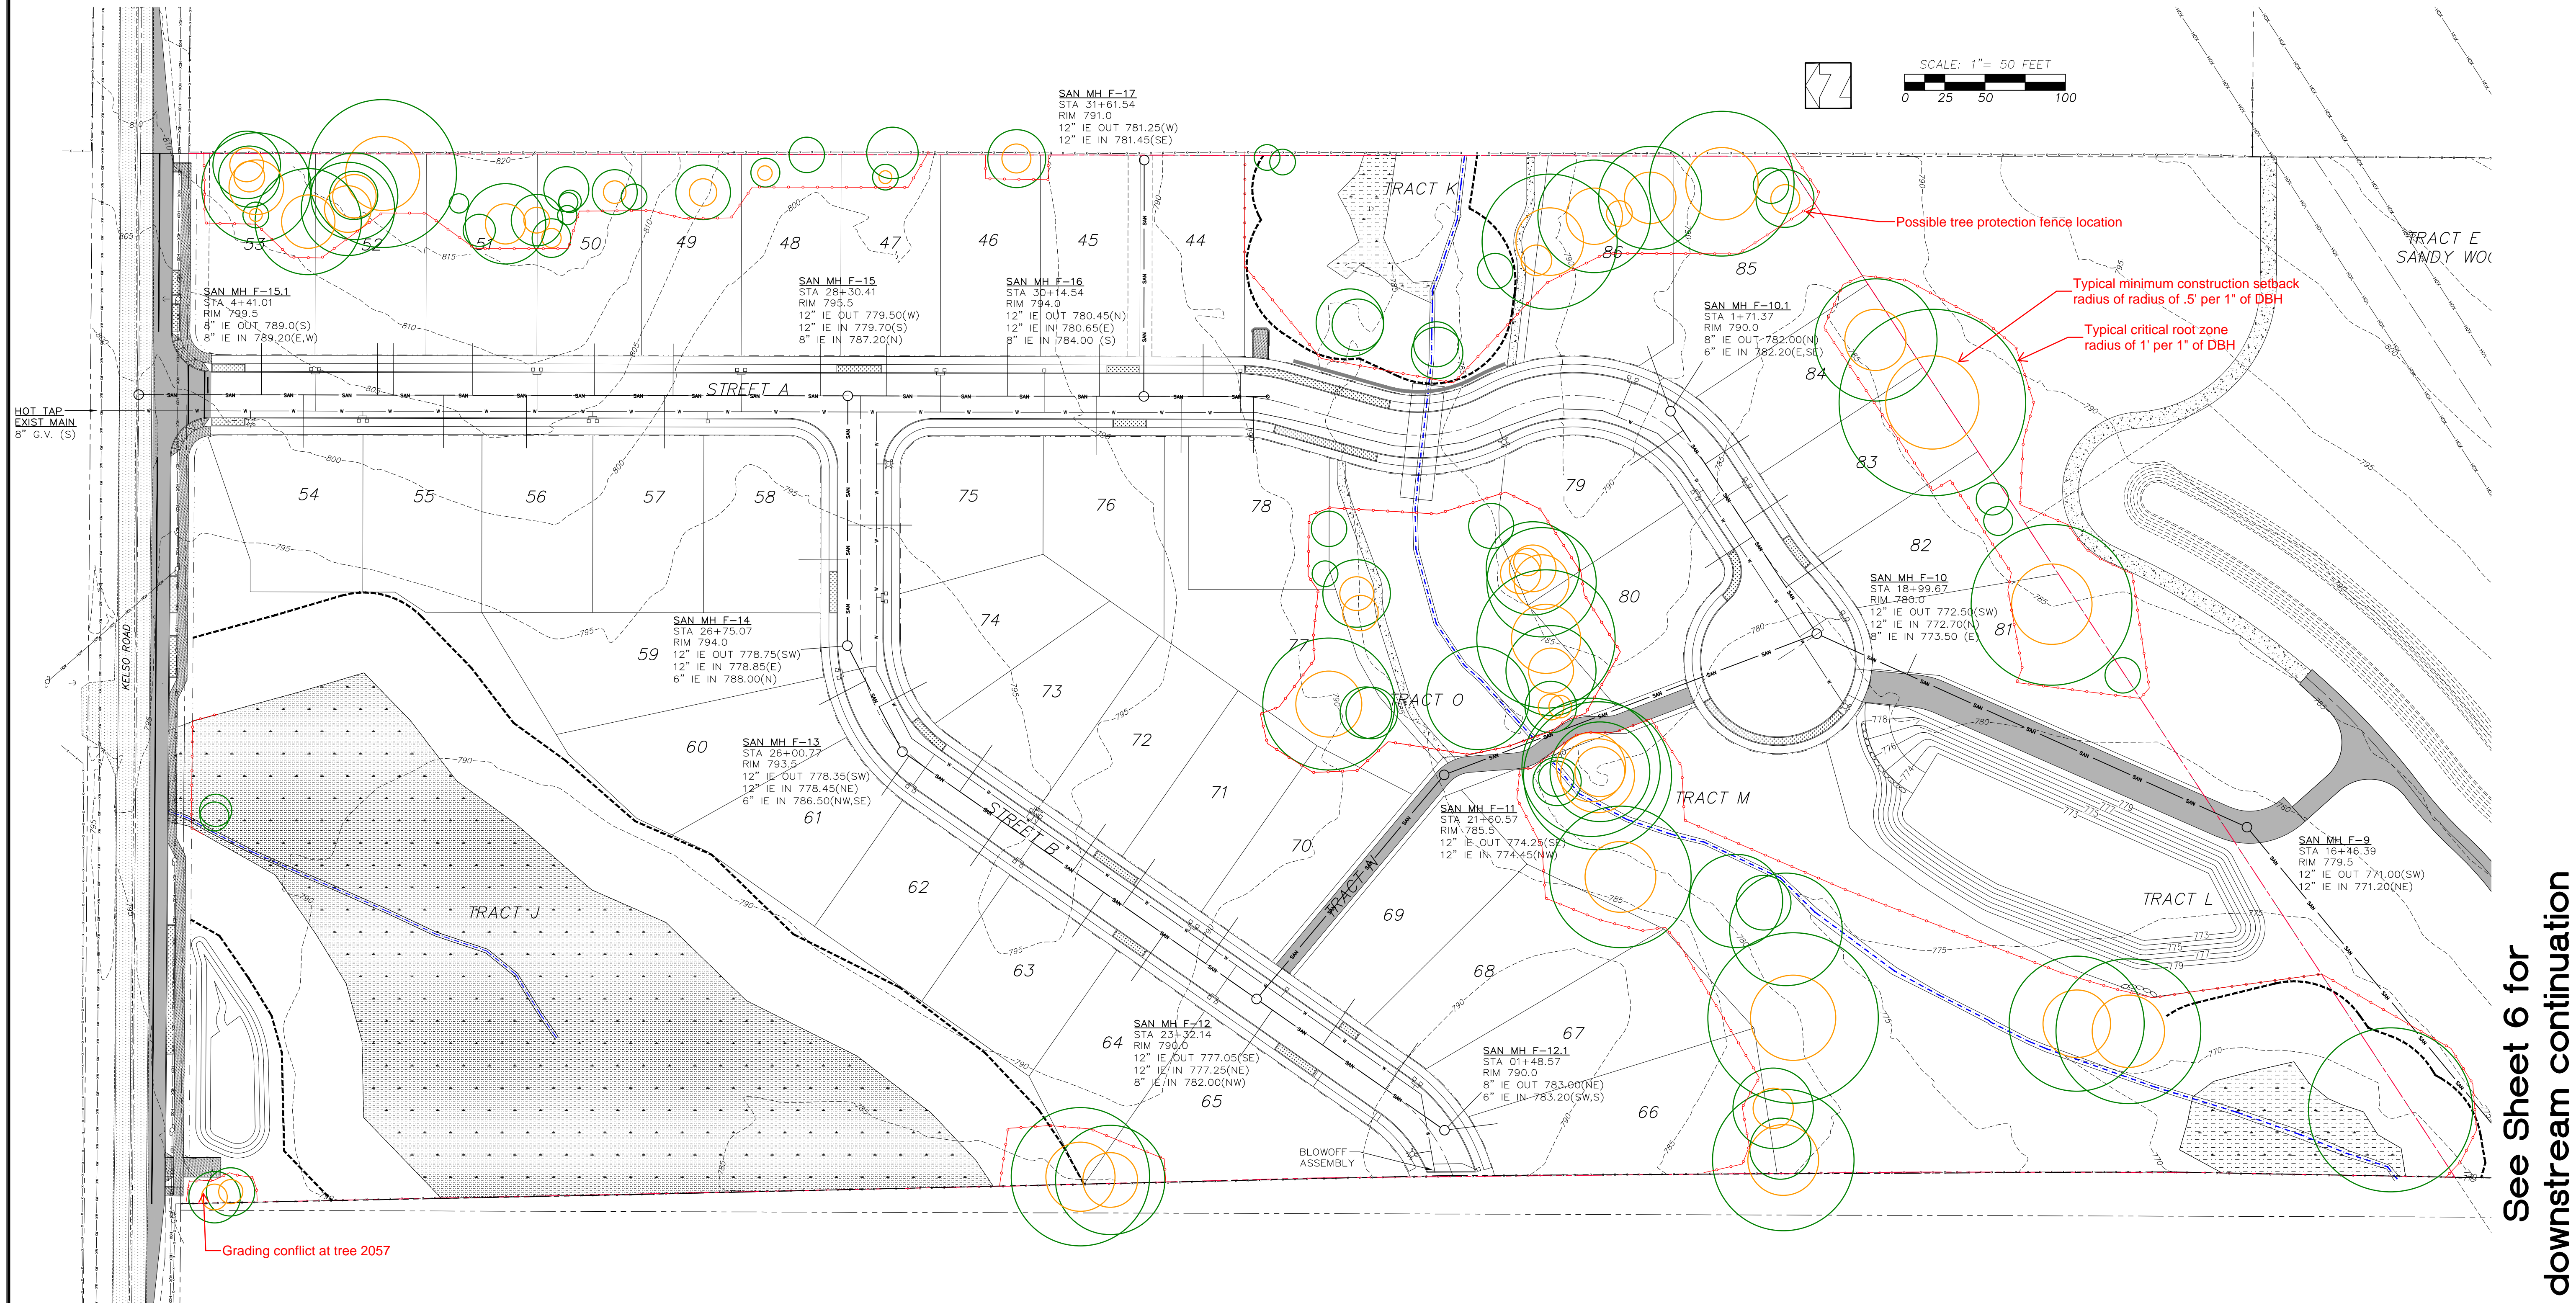 SCALE: 1"= 50 FEET
0 25 50 100
SAN MH F-17
STA 31+61.54
RIM 791.0
12" IE OUT 781.25(W)
12" IE IN 781.45(SE)
TRACT K
Possible tree protection fence location
TRACT E
53
52
51
50
49
48
47
46
45
44
86
85
SAN MH F-15.1
STA 4+41.01
RIM 799.5
8" IE OUT 789.0(S)
8" IE IN 789.20(E,W)
SAN MH F-15
STA 28+30.41
RIM 795.5
12" IE OUT 779.50(W)
12" IE IN 779.70(S)
8" IE IN 787.20(N)
SAN MH F-16
STA 30+14.54
RIM 794.0
12" IE OUT 780.45(N)
12" IE IN 780.65(E)
8" IE IN 784.00 (S)
SAN MH F-10.1
STA 1+71.37
RIM 790.0
8" IE OUT 782.00(N)
6" IE IN 782.20(E,SE)
Typical minimum construction setback
radius of radius of .5' per 1" of DBH
Typical critical root zone
radius of 1' per 1" of DBH
STREET A
HOT TAP
EXIST MAIN
8" G.V. (S)
84
83
82
81
54
55
56
57
58
75
76
78
79
80
77
KELSO ROAD
SAN MH F-14
STA 26+75.07
RIM 794.0
12" IE OUT 778.75(SW)
12" IE IN 778.85(E)
6" IE IN 788.00(N)
59
74
73
72
SAN MH F-10
STA 18+99.67
RIM 780.0
12" IE OUT 772.50(SW)
12" IE IN 772.70(N)
8" IE IN 773.50 (E)
TRACT O
60
SAN MH F-13
STA 26+00.77
RIM 793.5
12" IE OUT 778.35(SW)
12" IE IN 778.45(NE)
6" IE IN 786.50(NW,SE)
61
STREET B
71
70
TRACT M
SAN MH F-11
STA 21+60.57
RIM 785.5
12" IE OUT 774.25(SE)
12" IE IN 774.45(NW)
SAN MH F-9
STA 16+46.39
RIM 779.5
12" IE OUT 771.00(SW)
12" IE IN 771.20(NE)
TRACT L
62
69
TRACT J
63
68
67
64
SAN MH F-12
STA 23+32.14
RIM 790.0
12" IE OUT 777.05(SE)
12" IE IN 777.25(NE)
8" IE IN 782.00(NW)
65
SAN MH F-12.1
STA 01+48.57
RIM 790.0
8" IE OUT 783.00(NE)
6" IE IN 783.20(SW,S)
66
BLOWOFF
ASSEMBLY
Grading conflict at tree 2057
See Sheet 6 for
downstream continuation